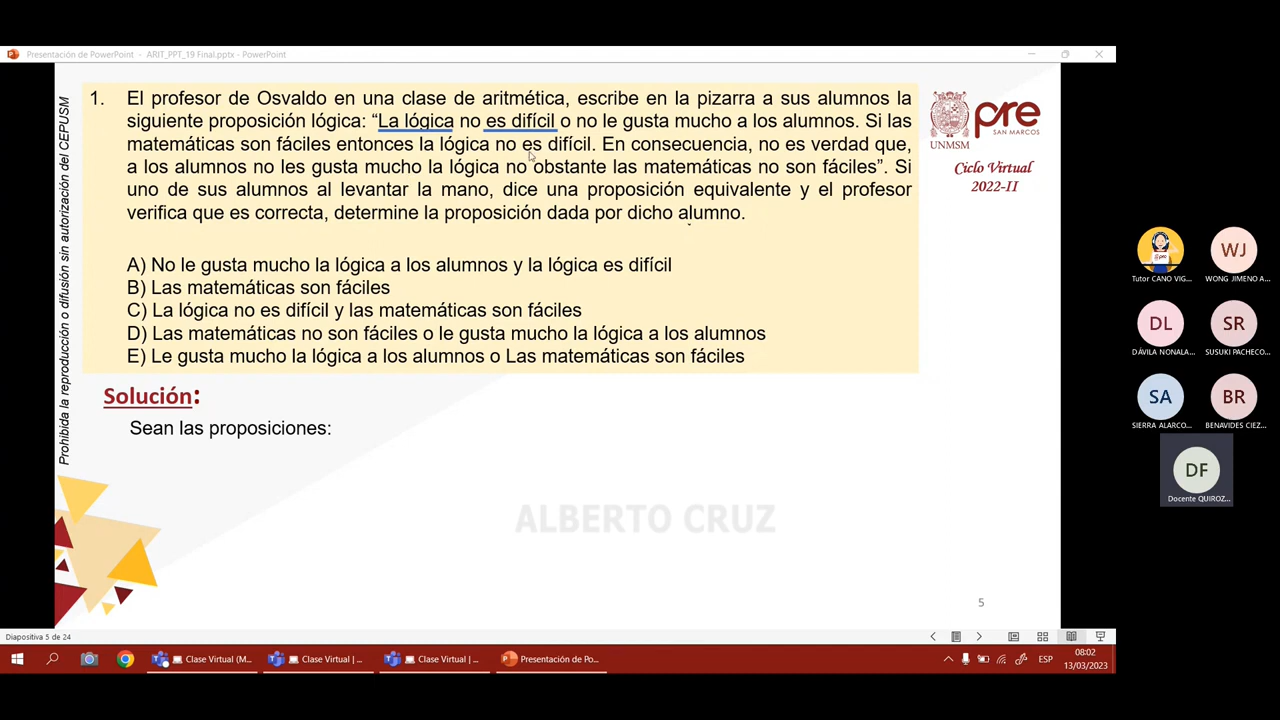 Presentación de PowerPoint - ARIT_PPT_19 Final.pptx - PowerPoint
Prohibida la reproducción o difusión sin autorización del CEPUSM
1. El profesor de Osvaldo en una clase de aritmética, escribe en la pizarra a sus alumnos la
siguiente proposición lógica: “La lógica no es difícil o no le gusta mucho a los alumnos. Si las
matemáticas son fáciles entonces la lógica no es difícil. En consecuencia, no es verdad que,
a los alumnos no les gusta mucho la lógica no obstante las matemáticas no son fáciles”. Si
uno de sus alumnos al levantar la mano, dice una proposición equivalente y el profesor
verifica que es correcta, determine la proposición dada por dicho alumno.
A) No le gusta mucho la lógica a los alumnos y la lógica es difícil
B) Las matemáticas son fáciles
C) La lógica no es difícil y las matemáticas son fáciles
D) Las matemáticas no son fáciles o le gusta mucho la lógica a los alumnos
E) Le gusta mucho la lógica a los alumnos o Las matemáticas son fáciles
Solución:
Sean las proposiciones:
ALBERTO CRUZ
5
UNMSM
pre
SAN MARCOS
Ciclo Virtual
2022-II
Tutor CANO VIG...
WJ
WONG JIMENO A...
DL
DÁVILA NONALA...
SR
SUSUKI PACHECO...
SA
SIERRA ALARCO...
BR
BENAVIDES CIEZ...
DF
Docente QUIROZ...
Diapositiva 5 de 24
Clase Virtual (M...
Clase Virtual | ...
Clase Virtual | ...
Presentación de Po...
ESP
08:02
13/03/2023